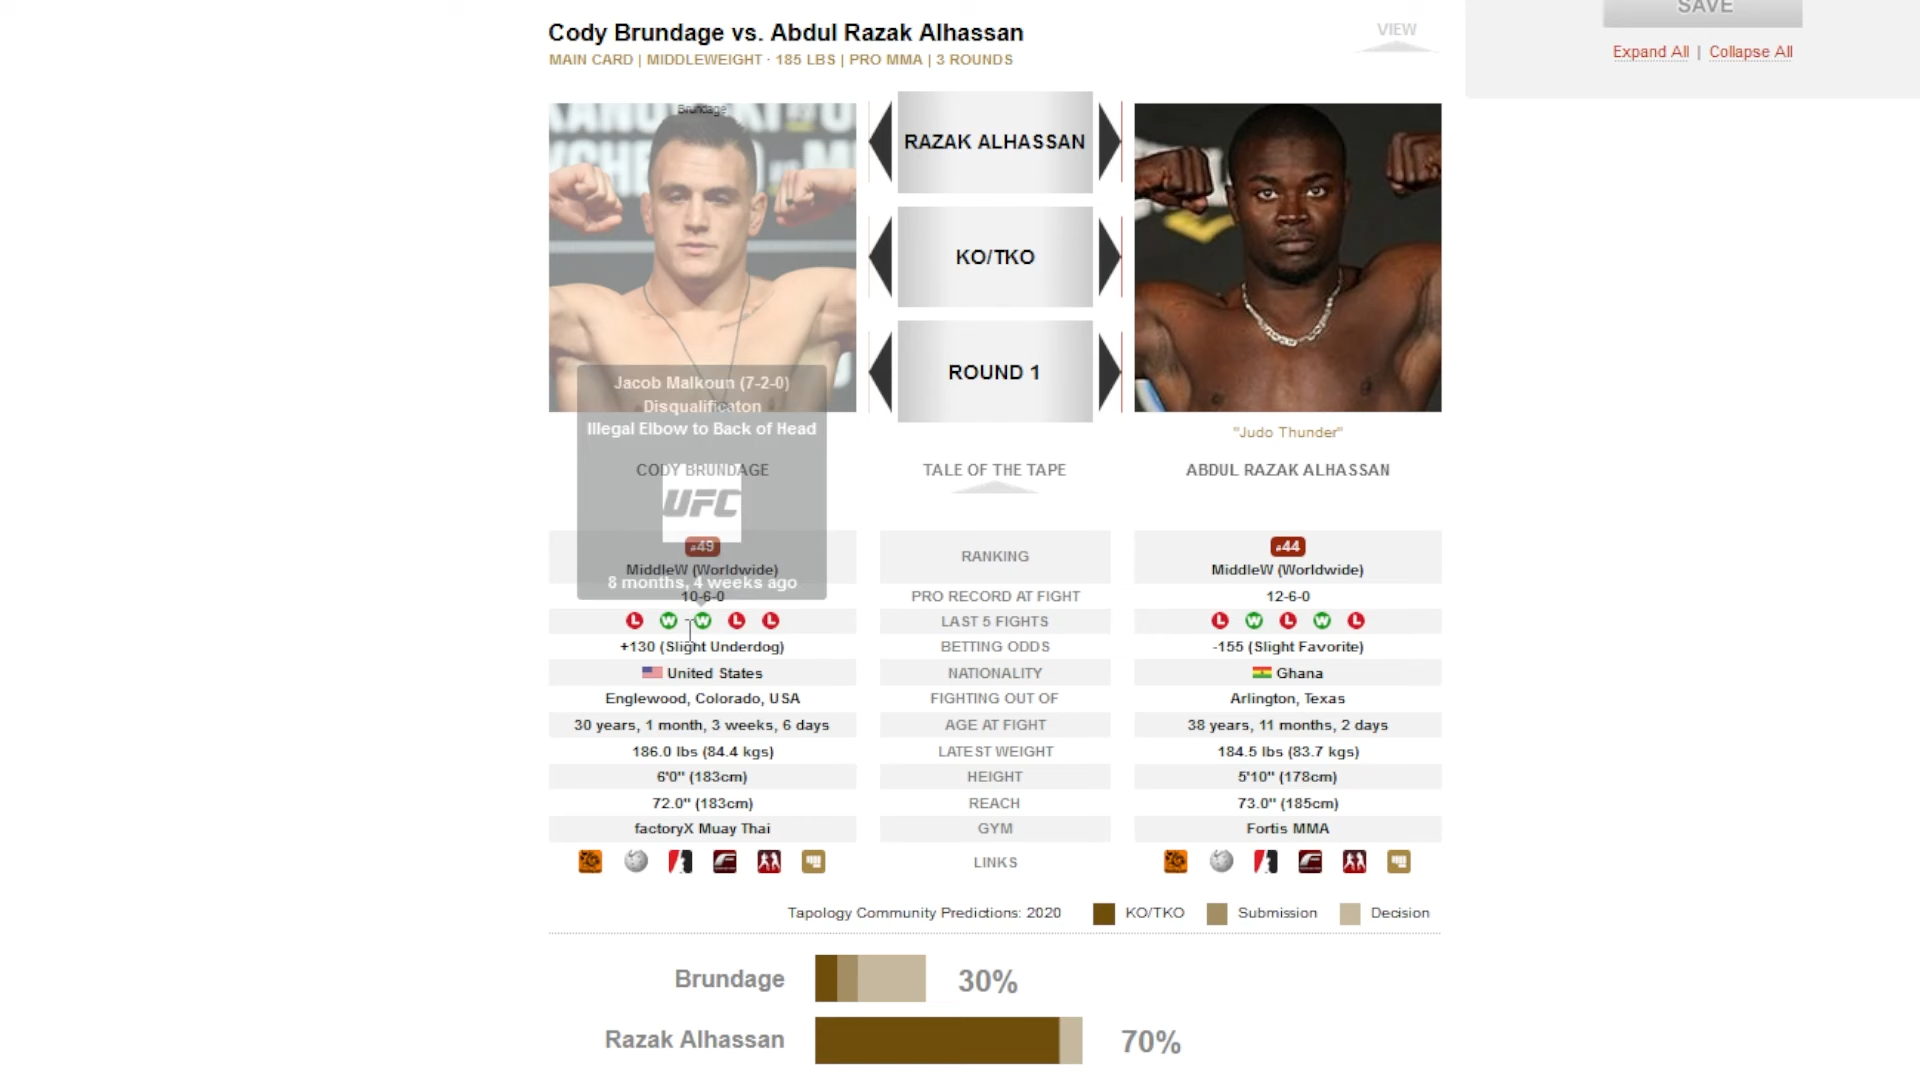 SAVE
Expand All | Collapse All
Cody Brundage vs. Abdul Razak Alhassan
MAIN CARD | MIDDLEWEIGHT · 185 LBS | PRO MMA | 3 ROUNDS
VIEW
Brundage
RAZAK ALHASSAN
KO/TKO
ROUND 1
Jacob Malkoun (7-2-0)
Disqualificaton
Illegal Elbow to Back of Head
UFC
8 months, 4 weeks ago
"Judo Thunder"
CODY BRUNDAGE TALE OF THE TAPE ABDUL RAZAK ALHASSAN
#49 RANKING #44
MiddleW (Worldwide) MiddleW (Worldwide)
10-6-0 PRO RECORD AT FIGHT 12-6-0
L W W L L LAST 5 FIGHTS L W L W L
+130 (Slight Underdog) BETTING ODDS -155 (Slight Favorite)
United States NATIONALITY Ghana
Englewood, Colorado, USA FIGHTING OUT OF Arlington, Texas
30 years, 1 month, 3 weeks, 6 days AGE AT FIGHT 38 years, 11 months, 2 days
186.0 lbs (84.4 kgs) LATEST WEIGHT 184.5 lbs (83.7 kgs)
6'0" (183cm) HEIGHT 5'10" (178cm)
72.0" (183cm) REACH 73.0" (185cm)
factoryX Muay Thai GYM Fortis MMA
LINKS
Tapology Community Predictions: 2020 KO/TKO Submission Decision
Brundage 30%
Razak Alhassan 70%